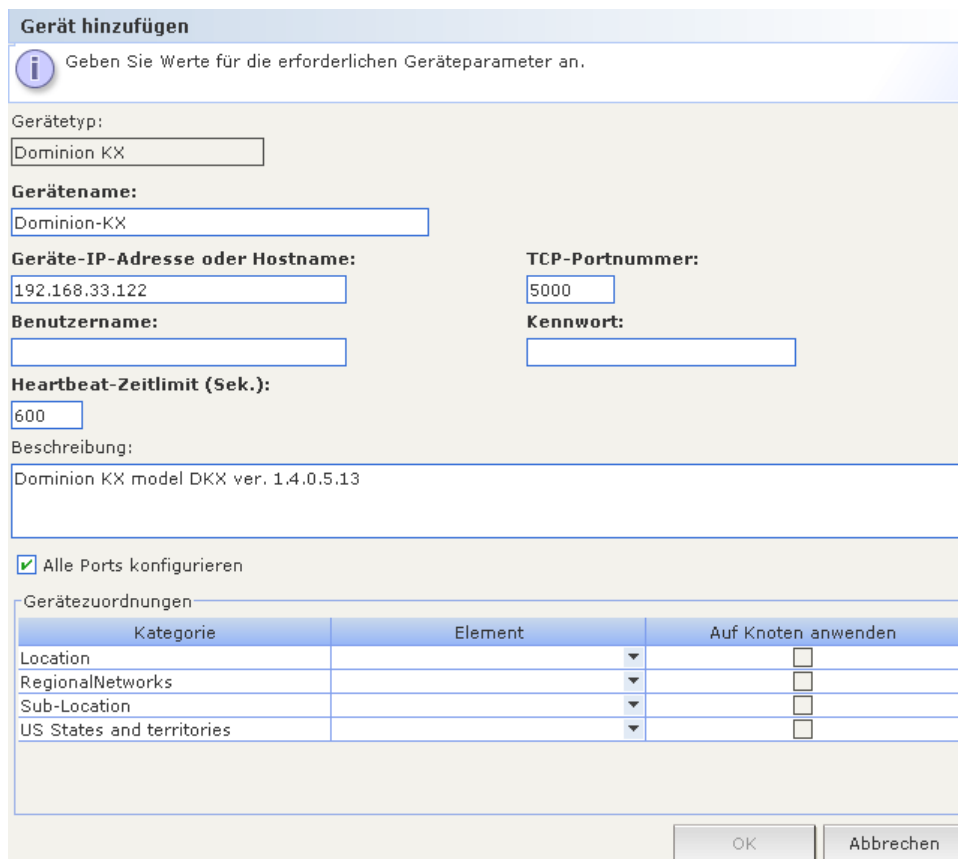 Gerät hinzufügen
Geben Sie Werte für die erforderlichen Geräteparameter an.
Gerätetyp:
Dominion KX
Gerätename:
Dominion-KX
Geräte-IP-Adresse oder Hostname: TCP-Portnummer:
192.168.33.122 5000
Benutzername: Kennwort:
Heartbeat-Zeitlimit (Sek.):
600
Beschreibung:
Dominion KX model DKX ver. 1.4.0.5.13
Alle Ports konfigurieren
Gerätezuordnungen
Kategorie Element Auf Knoten anwenden
Location
RegionalNetworks
Sub-Location
US States and territories
OK Abbrechen